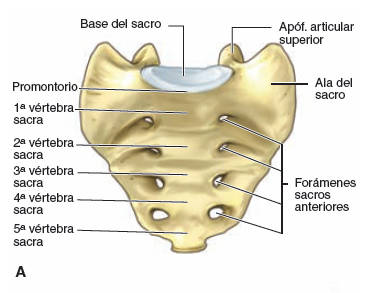 Base del sacro
Apóf. articular
superior
Promontorio
Ala del
sacro
1ª vértebra
sacra
2ª vértebra
sacra
3ª vértebra
sacra
4ª vértebra
sacra
5ª vértebra
sacra
Forámenes
sacros
anteriores
A